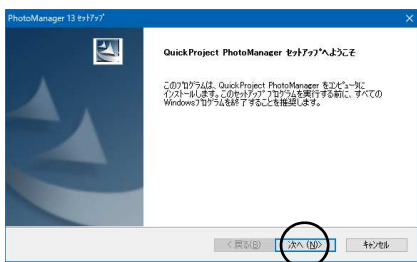 PhotoManager 13 ｾｯﾄｱｯﾌﾟ
QuickProject PhotoManager ｾｯﾄｱｯﾌﾟへようこそ
このﾌﾟﾛｸﾞﾗﾑは、QuickProject PhotoManager をｺﾝﾋﾟｭｰﾀに
ｲﾝｽﾄｰﾙします。このｾｯﾄｱｯﾌﾟ ﾌﾟﾛｸﾞﾗﾑを実行する前に、すべての
Windowsﾌﾟﾛｸﾞﾗﾑを終了することを推奨します。
< 戻る(B)
次へ (N)>
ｷｬﾝｾﾙ